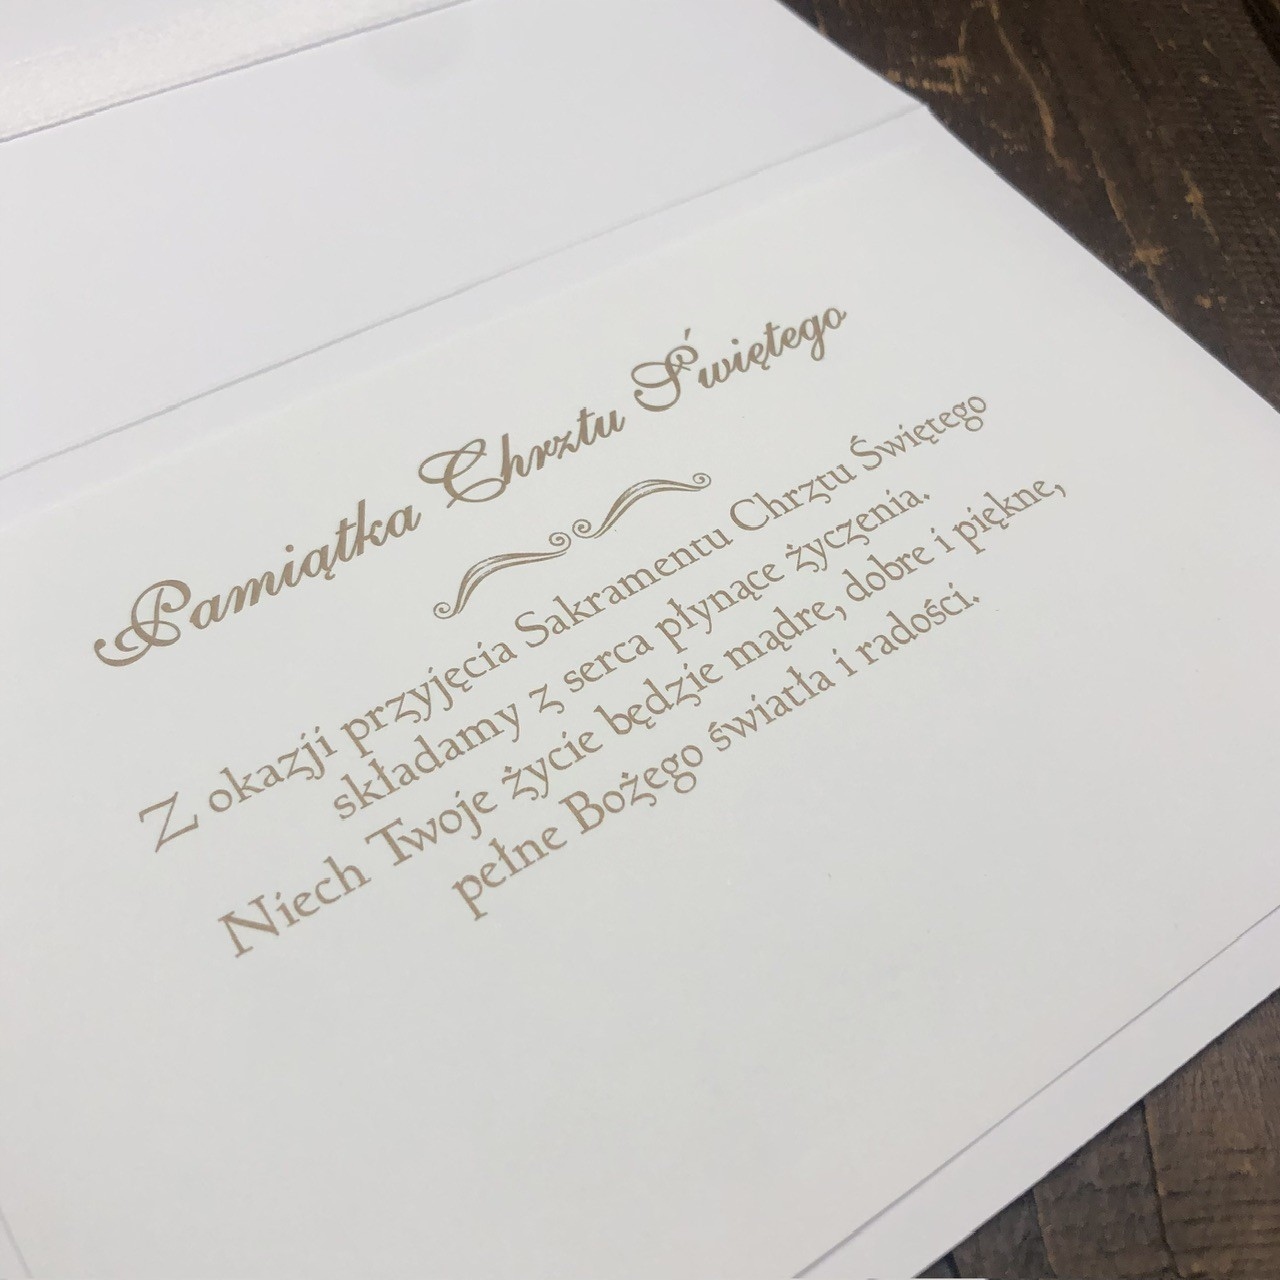 Pamiątka Chrztu Świętego
Z okazji przyjęcia Sakramentu Chrztu Świętego
składamy z serca płynące życzenia.
Niech Twoje życie będzie mądre, dobre i piękne,
pełne Bożego światła i radości.